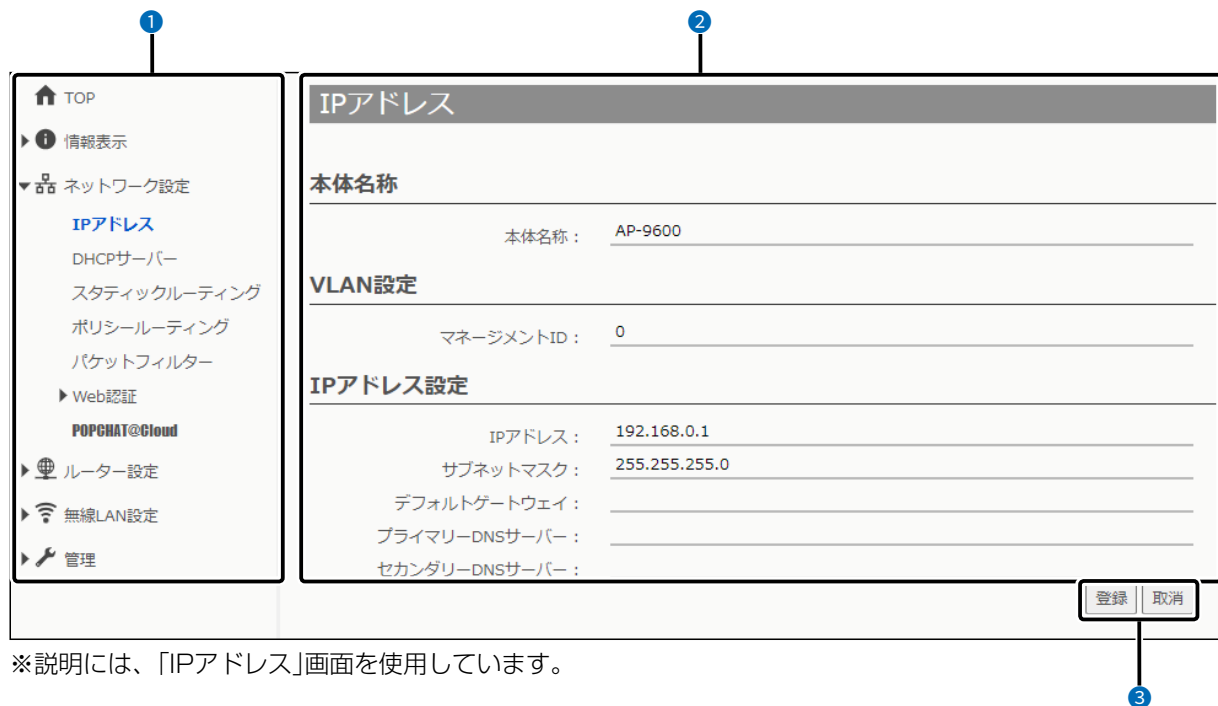 1
2
TOP
情報表示
ネットワーク設定
IPアドレス
DHCPサーバー
スタティックルーティング
ポリシールーティング
パケットフィルター
Web認証
POPCHAT@Cloud
ルーター設定
無線LAN設定
管理
IPアドレス
本体名称
本体名称： AP-9600
VLAN設定
マネージメントID： 0
IPアドレス設定
IPアドレス： 192.168.0.1
サブネットマスク： 255.255.255.0
デフォルトゲートウェイ：
プライマリーDNSサーバー：
セカンダリーDNSサーバー：
登録 取消
※説明には、「IPアドレス」画面を使用しています。
3